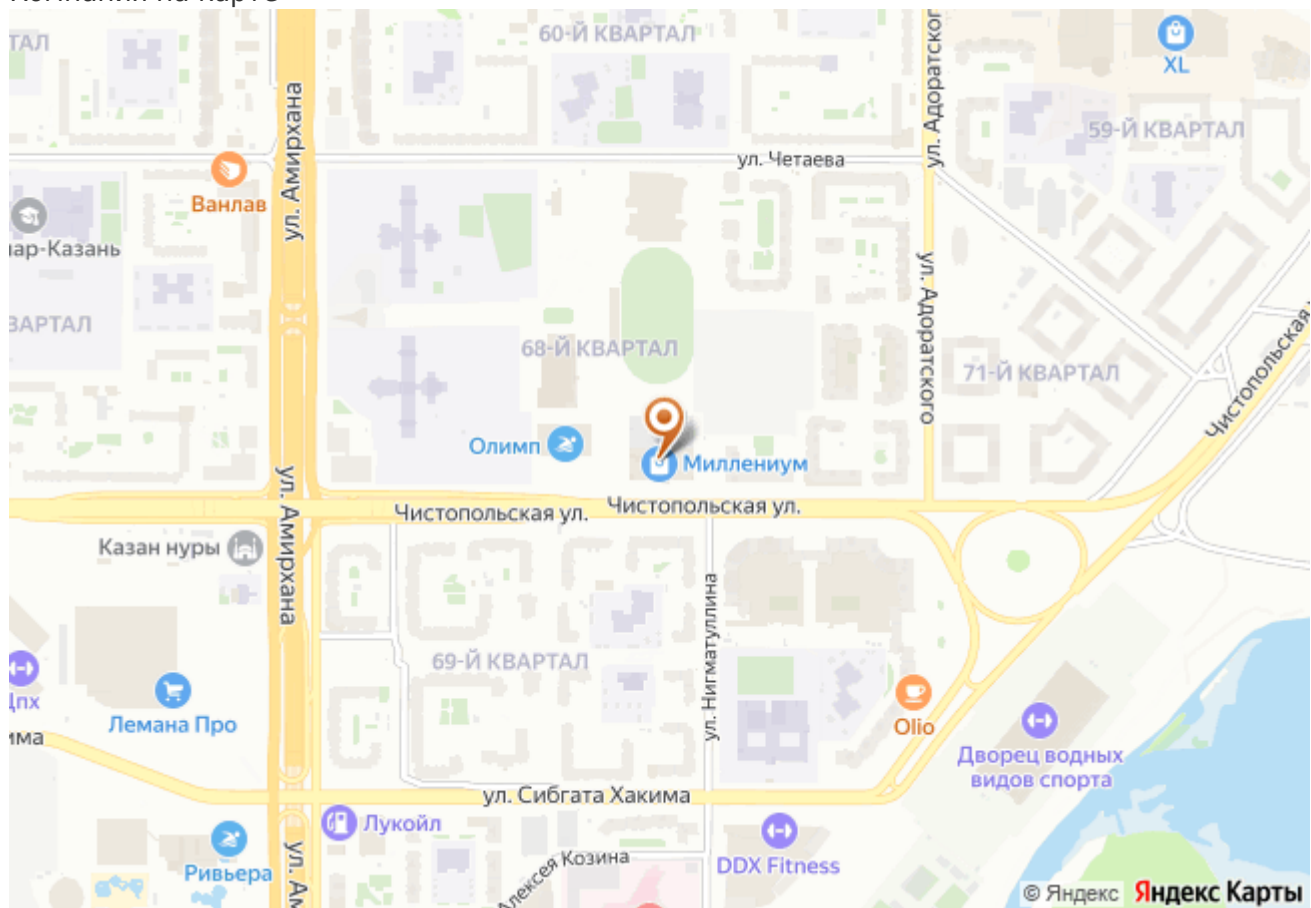 60-Й КВАРТАЛ
ТАЛ
XL
ул. Адоратског
59-Й КВАРТАЛ
ул. Амирхана
ул. Четаева
Ванлав
ар-Казань
ВАРТАЛ
68-Й КВАРТАЛ
ул. Адоратского
71-Й КВАРТАЛ
Чистопольская
Олимп
Миллениум
ул. Амирхана
Чистопольская ул.
Чистопольская ул.
Казан нуры
ул. Нигматуллина
69-Й КВАРТАЛ
Лемана Про
Olio
Дворец водных
видов спорта
има
ул. Сибгата Хакима
Лукойл
Ривьера
ул. Ам
Алексея Козина
DDX Fitness
© Яндекс Яндекс Карты